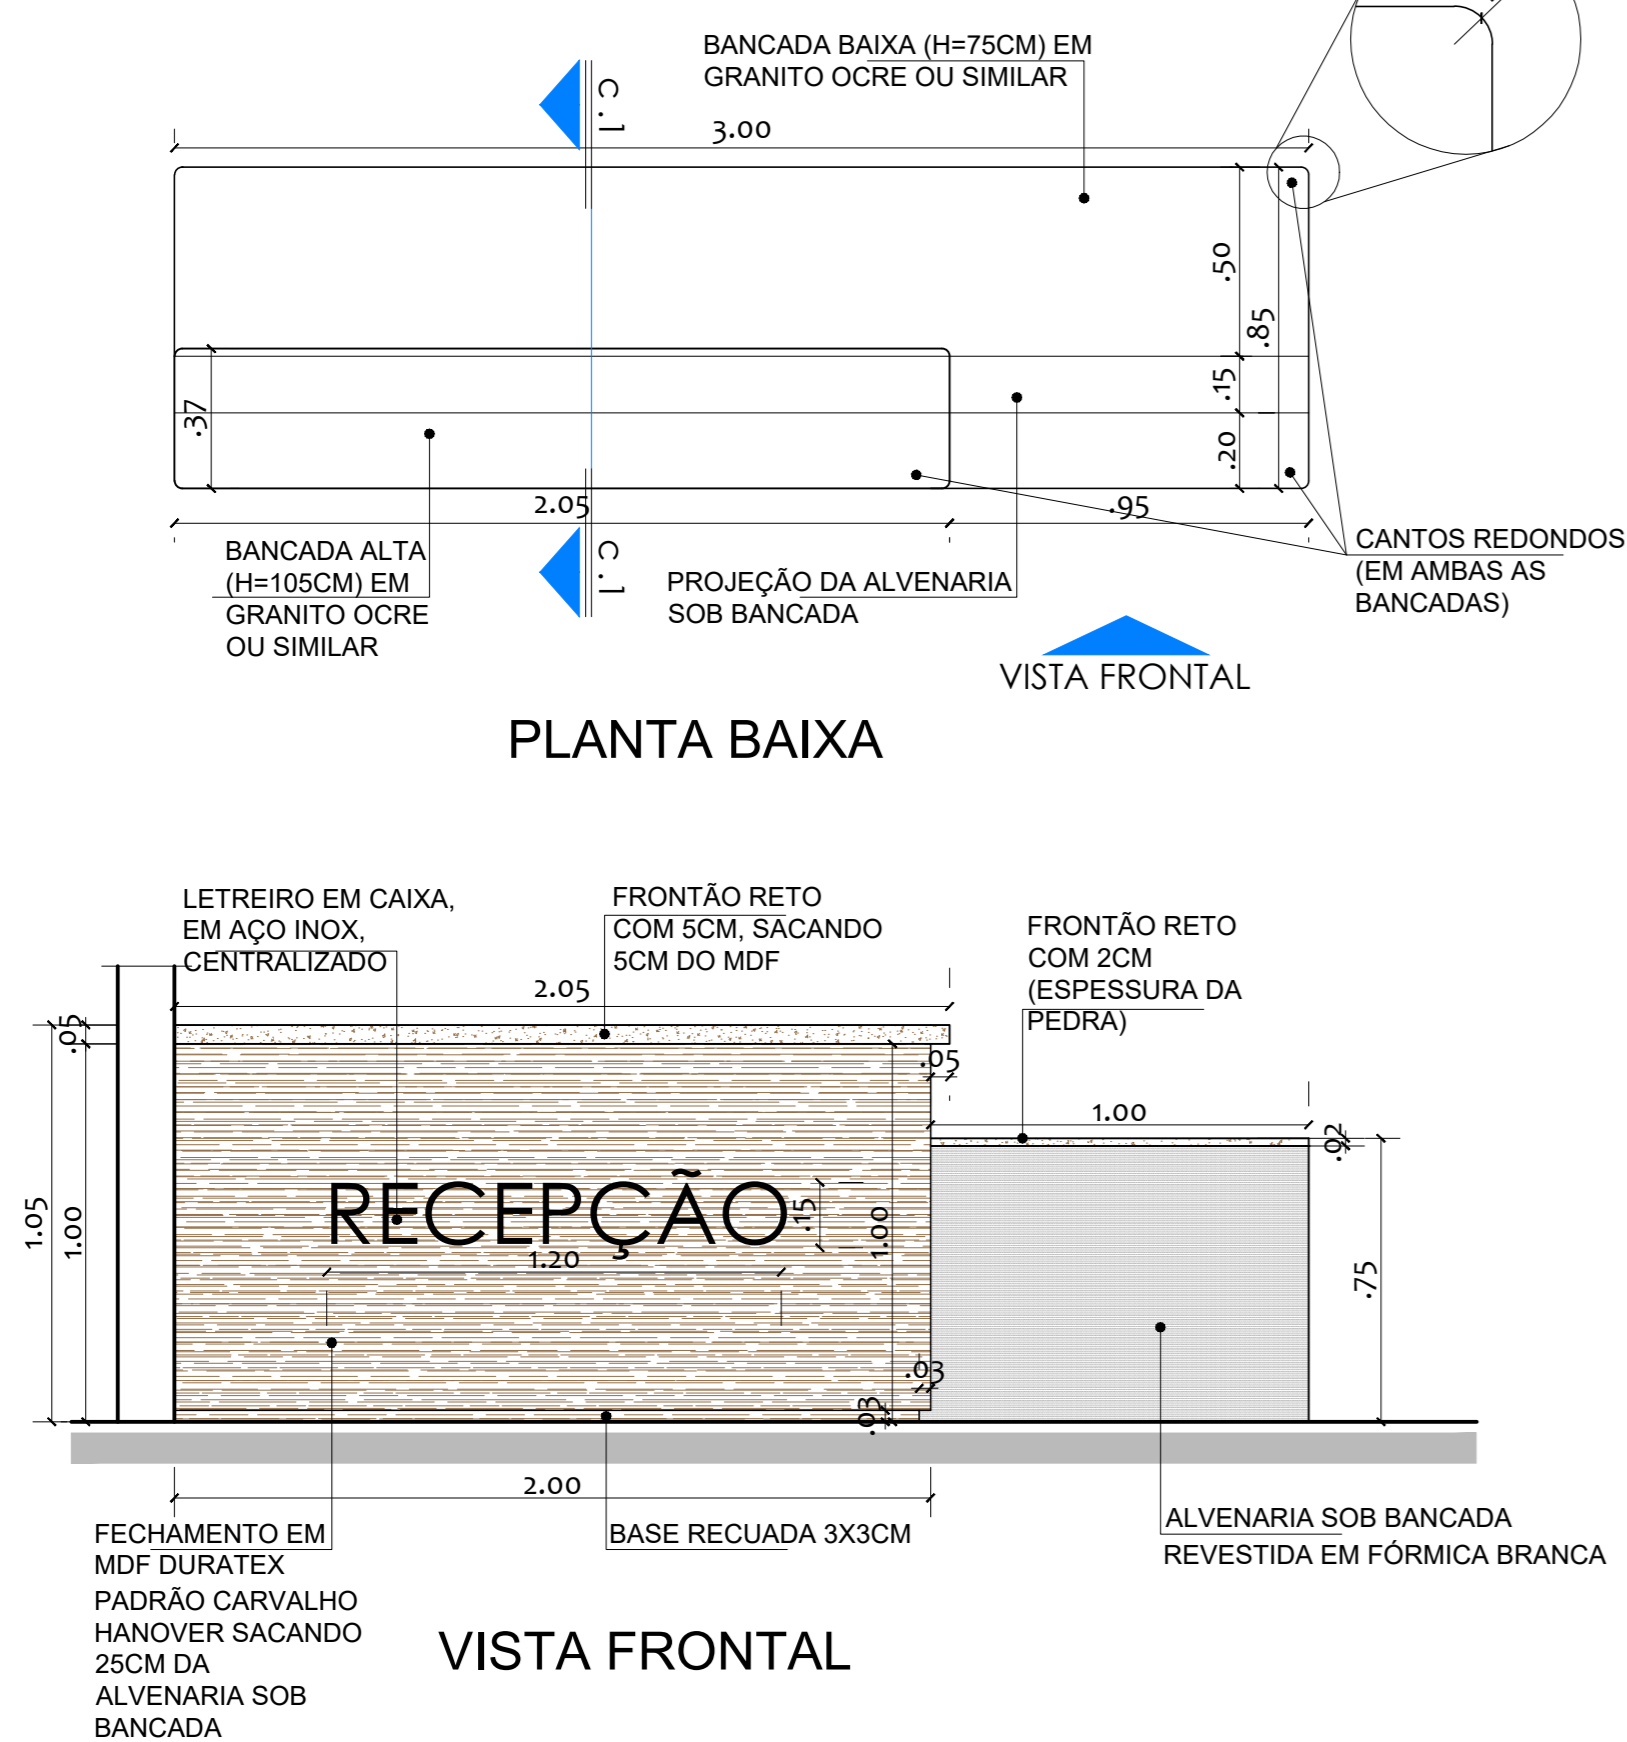 BANCADA BAIXA (H=75CM) EM
GRANITO OCRE OU SIMILAR
C.1
3.00
.50
.85
.15
.20
.37
2.05
.95
C.1
BANCADA ALTA
(H=105CM) EM
GRANITO OCRE
OU SIMILAR
PROJEÇÃO DA ALVENARIA
SOB BANCADA
CANTOS REDONDOS
(EM AMBAS AS
BANCADAS)
VISTA FRONTAL
PLANTA BAIXA
LETREIRO EM CAIXA,
EM AÇO INOX,
CENTRALIZADO
FRONTÃO RETO
COM 5CM, SACANDO
5CM DO MDF
FRONTÃO RETO
COM 2CM
(ESPESSURA DA
PEDRA)
2.05
.05
.05
1.00
.02
RECEPÇÃO
.15
1.20
1.05
1.00
1.00
.75
.03
.03
2.00
FECHAMENTO EM
MDF DURATEX
PADRÃO CARVALHO
HANOVER SACANDO
25CM DA
ALVENARIA SOB
BANCADA
BASE RECUADA 3X3CM
ALVENARIA SOB BANCADA
REVESTIDA EM FÓRMICA BRANCA
VISTA FRONTAL